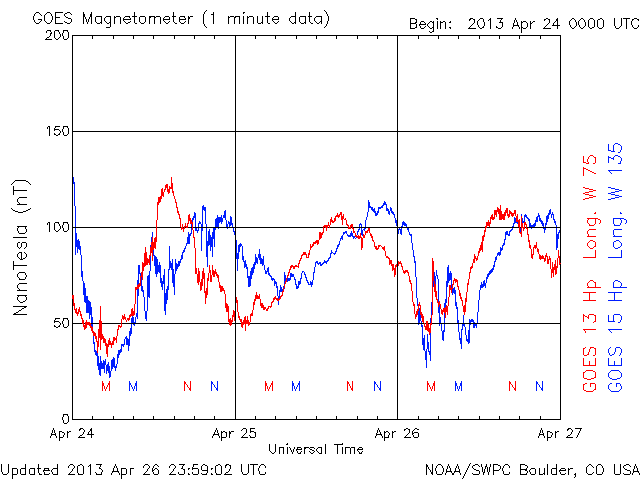 GOES Magnetometer (1 minute data)
Begin: 2013 Apr 24 0000 UTC
200
150
100
50
0
NanoTesla (nT)
M M N N M M N N M M N N
Apr 24 Apr 25 Apr 26 Apr 27
Universal Time
GOES 13 Hp Long. W 75
GOES 15 Hp Long. W 135
Updated 2013 Apr 26 23:59:02 UTC
NOAA/SWPC Boulder, CO USA